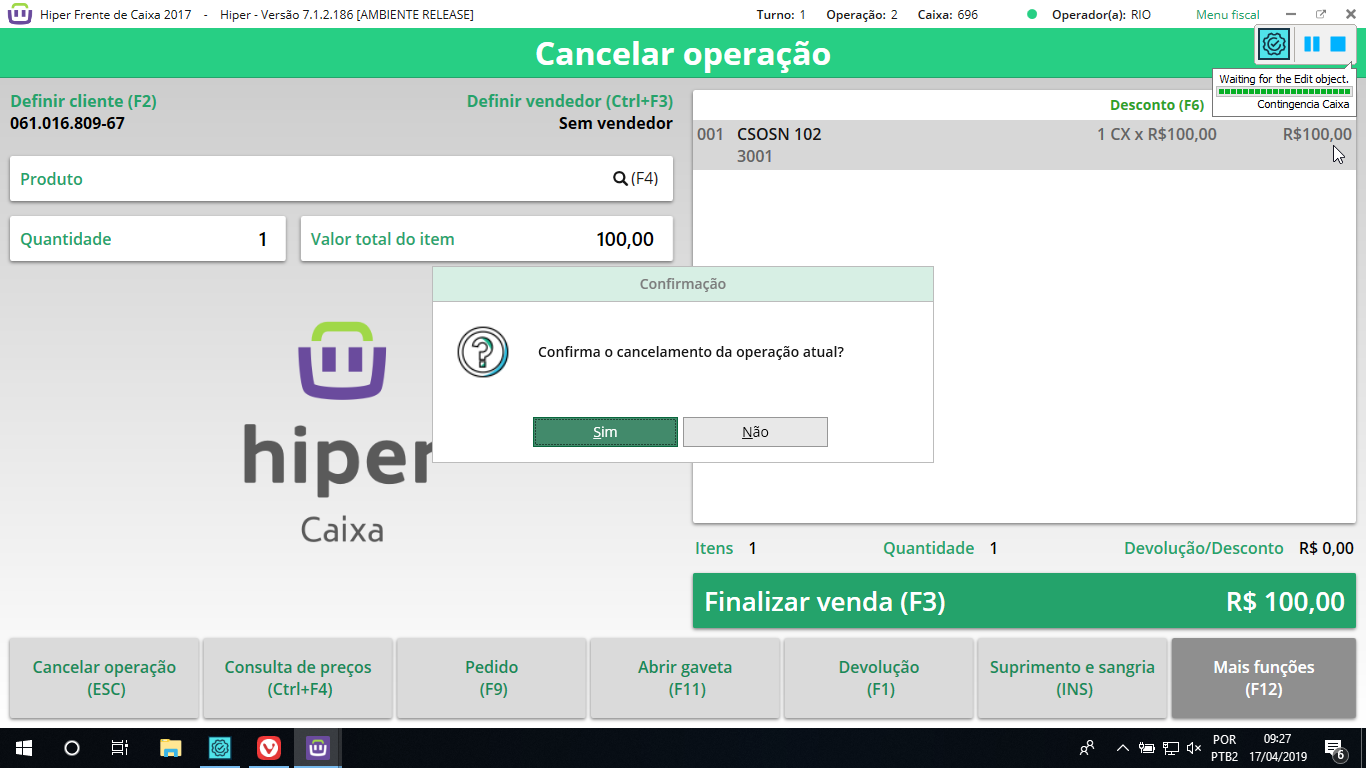 Hiper Frente de Caixa 2017 - Hiper - Versão 7.1.2.186 [AMBIENTE RELEASE] Turno: 1 Operação: 2 Caixa: 696 Operador(a): RIO Menu fiscal
Cancelar operação
Waiting for the Edit object.
Contingencia Caixa
Definir cliente (F2) Definir vendedor (Ctrl+F3)
061.016.809-67 Sem vendedor
Desconto (F6)
001 CSOSN 102 1 CX x R$100,00 R$100,00
3001
Produto (F4)
Quantidade 1 Valor total do item 100,00
Confirmação
Confirma o cancelamento da operação atual?
Sim Não
hiper
Caixa
Itens 1 Quantidade 1 Devolução/Desconto R$ 0,00
Finalizar venda (F3) R$ 100,00
Cancelar operação (ESC)
Consulta de preços (Ctrl+F4)
Pedido (F9)
Abrir gaveta (F11)
Devolução (F1)
Suprimento e sangria (INS)
Mais funções (F12)
POR 09:27
PTB2 17/04/2019 6